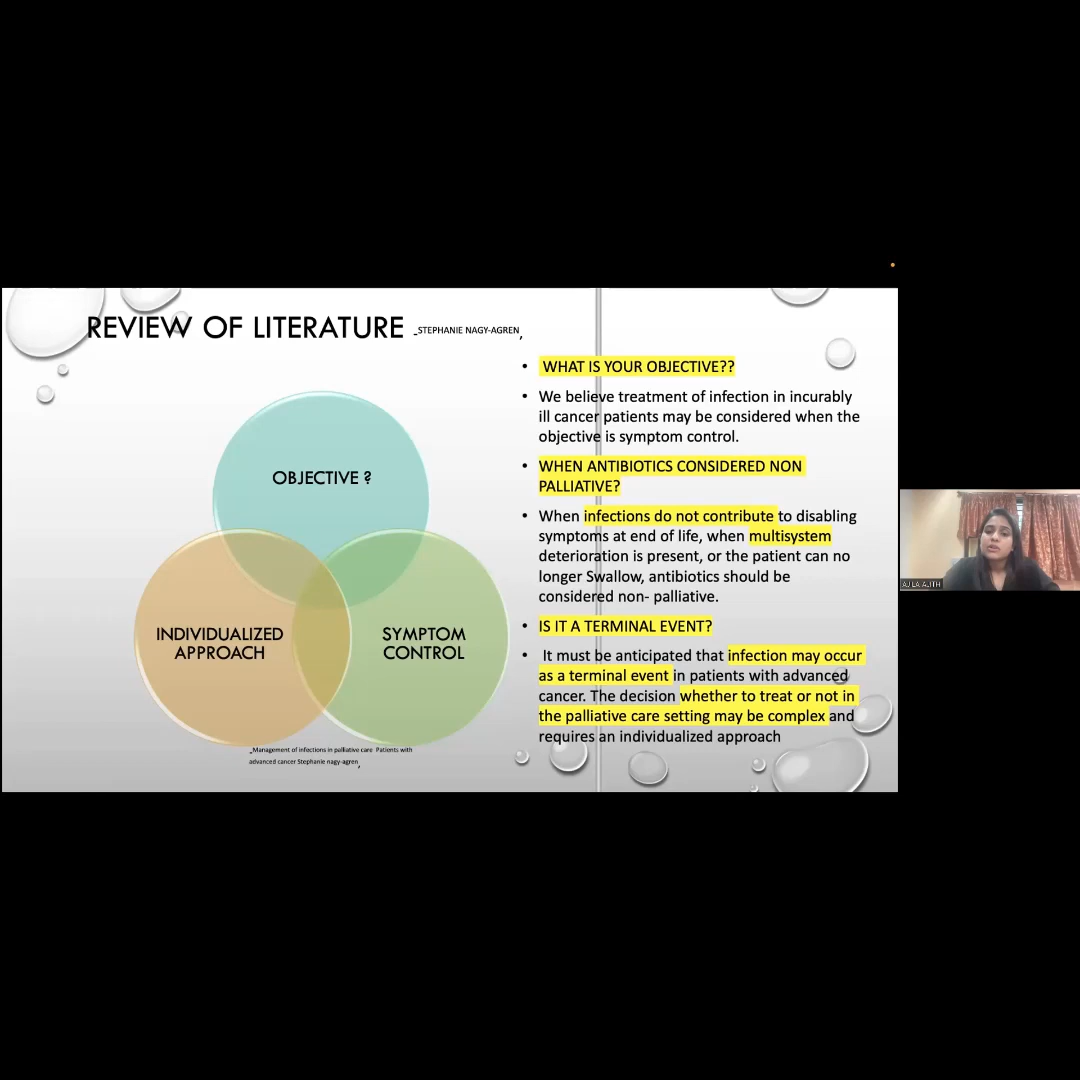 REVIEW OF LITERATURE -STEPHANIE NAGY-AGREN,
OBJECTIVE ?
INDIVIDUALIZED
APPROACH
SYMPTOM
CONTROL
Management of infections in palliative care Patients with
advanced cancer Stephanie nagy-agren,
• WHAT IS YOUR OBJECTIVE??
• We believe treatment of infection in incurably
ill cancer patients may be considered when the
objective is symptom control.
• WHEN ANTIBIOTICS CONSIDERED NON
PALLIATIVE?
• When infections do not contribute to disabling
symptoms at end of life, when multisystem
deterioration is present, or the patient can no
longer Swallow, antibiotics should be
considered non- palliative.
• IS IT A TERMINAL EVENT?
• It must be anticipated that infection may occur
as a terminal event in patients with advanced
cancer. The decision whether to treat or not in
the palliative care setting may be complex and
requires an individualized approach